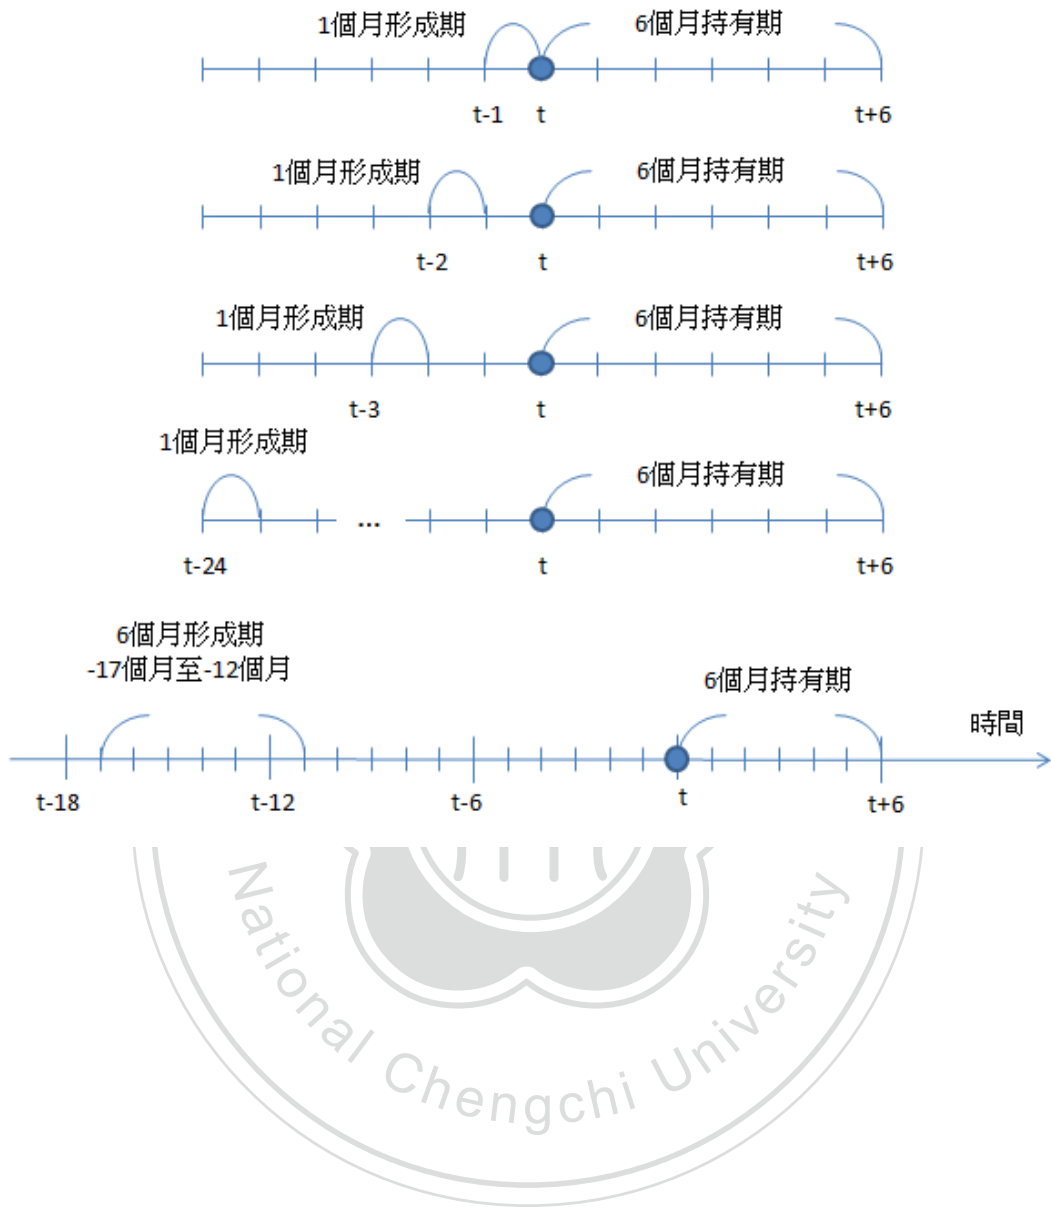 1個月形成期 6個月持有期
t-1 t t+6
1個月形成期 6個月持有期
t-2 t t+6
1個月形成期 6個月持有期
t-3 t t+6
1個月形成期
6個月持有期
...
t-24 t t+6
6個月形成期
-17個月至-12個月
6個月持有期
時間
t-18 t-12 t-6 t t+6
National Chengchi University